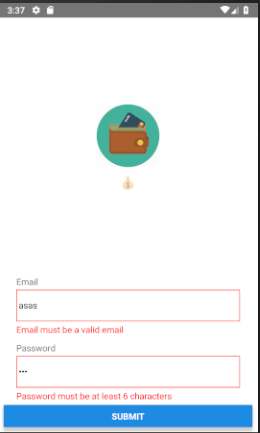 3:37
Email
asas
Email must be a valid email
Password
•••
Password must be at least 6 characters
SUBMIT